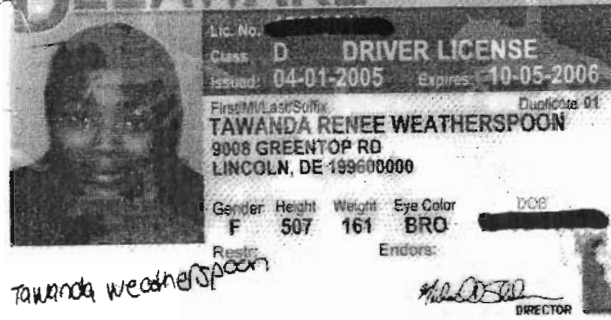 DELAWARE
Lic. No.
Class D DRIVER LICENSE
Issued: 04-01-2005 Expires: 10-05-2006
First/MI/Last/Suffix Duplicate 01
TAWANDA RENEE WEATHERSPOON
9008 GREENTOP RD
LINCOLN, DE 199600000
Gender Height Weight Eye Color DOB
F 507 161 BRO
Restr: Endors:
Tawanda Weatherspoon
DIRECTOR